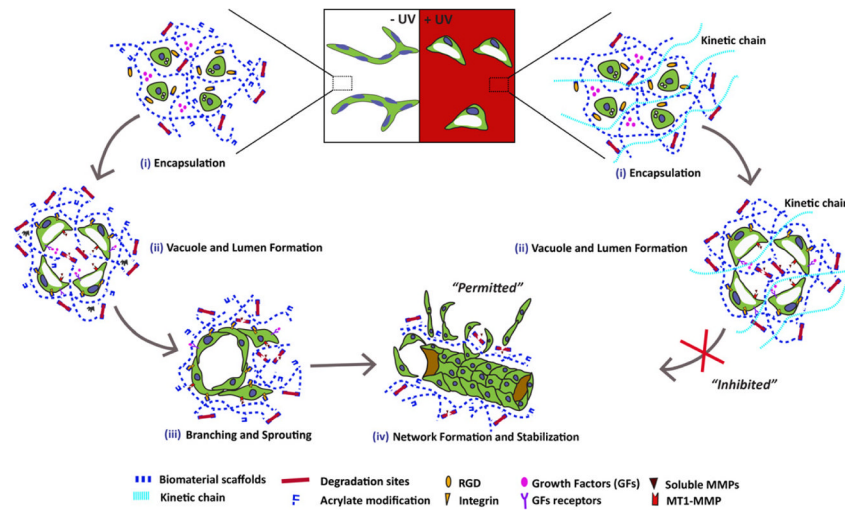 - UV + UV
Kinetic chain
(i) Encapsulation
(i) Encapsulation
Kinetic chain
(ii) Vacuole and Lumen Formation
(ii) Vacuole and Lumen Formation
"Permitted"
"Inhibited"
(iii) Branching and Sprouting
(iv) Network Formation and Stabilization
Biomaterial scaffolds
Degradation sites
RGD
Growth Factors (GFs)
Soluble MMPs
Kinetic chain
Acrylate modification
Integrin
GFs receptors
MT1-MMP